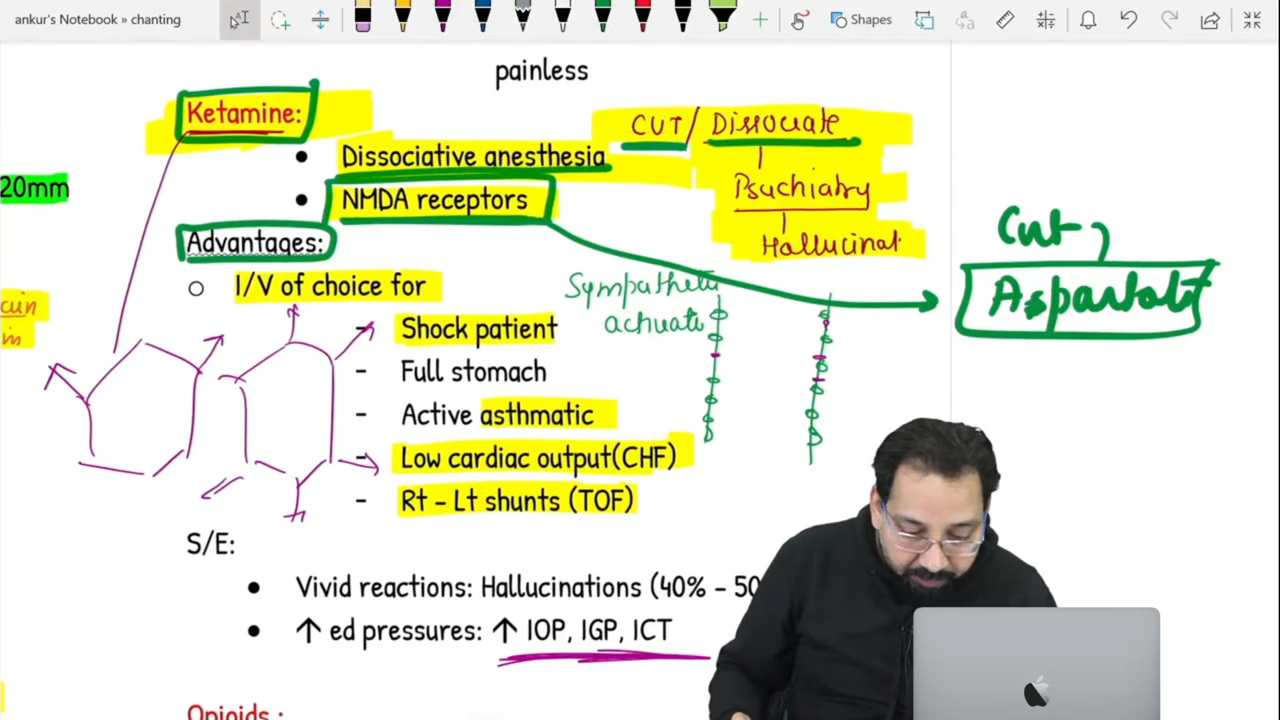 ankur's Notebook » chanting
Shapes
painless
Ketamine:
CUT/ Dissociate
Dissociative anesthesia
20mm
NMDA receptors
Psychiatry
Advantages:
Hallucinat
Cut
I/V of choice for
Sympathetic
Aspartate
activate
Shock patient
Full stomach
Active asthmatic
Low cardiac output(CHF)
Rt – Lt shunts (TOF)
S/E:
Vivid reactions: Hallucinations (40% – 50
↑ ed pressures: ↑ IOP, IGP, ICT
Opioids :